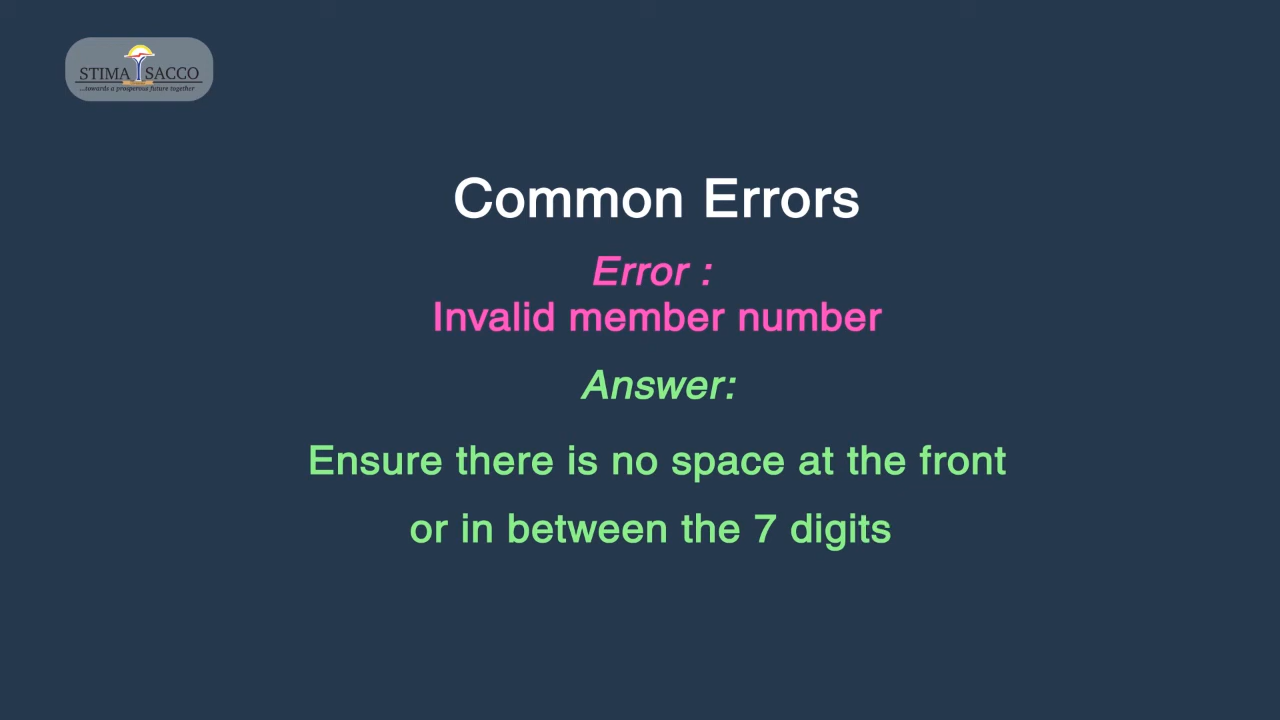 STIMA SACCO
...towards a prosperous future together
Common Errors
Error :
Invalid member number
Answer:
Ensure there is no space at the front
or in between the 7 digits